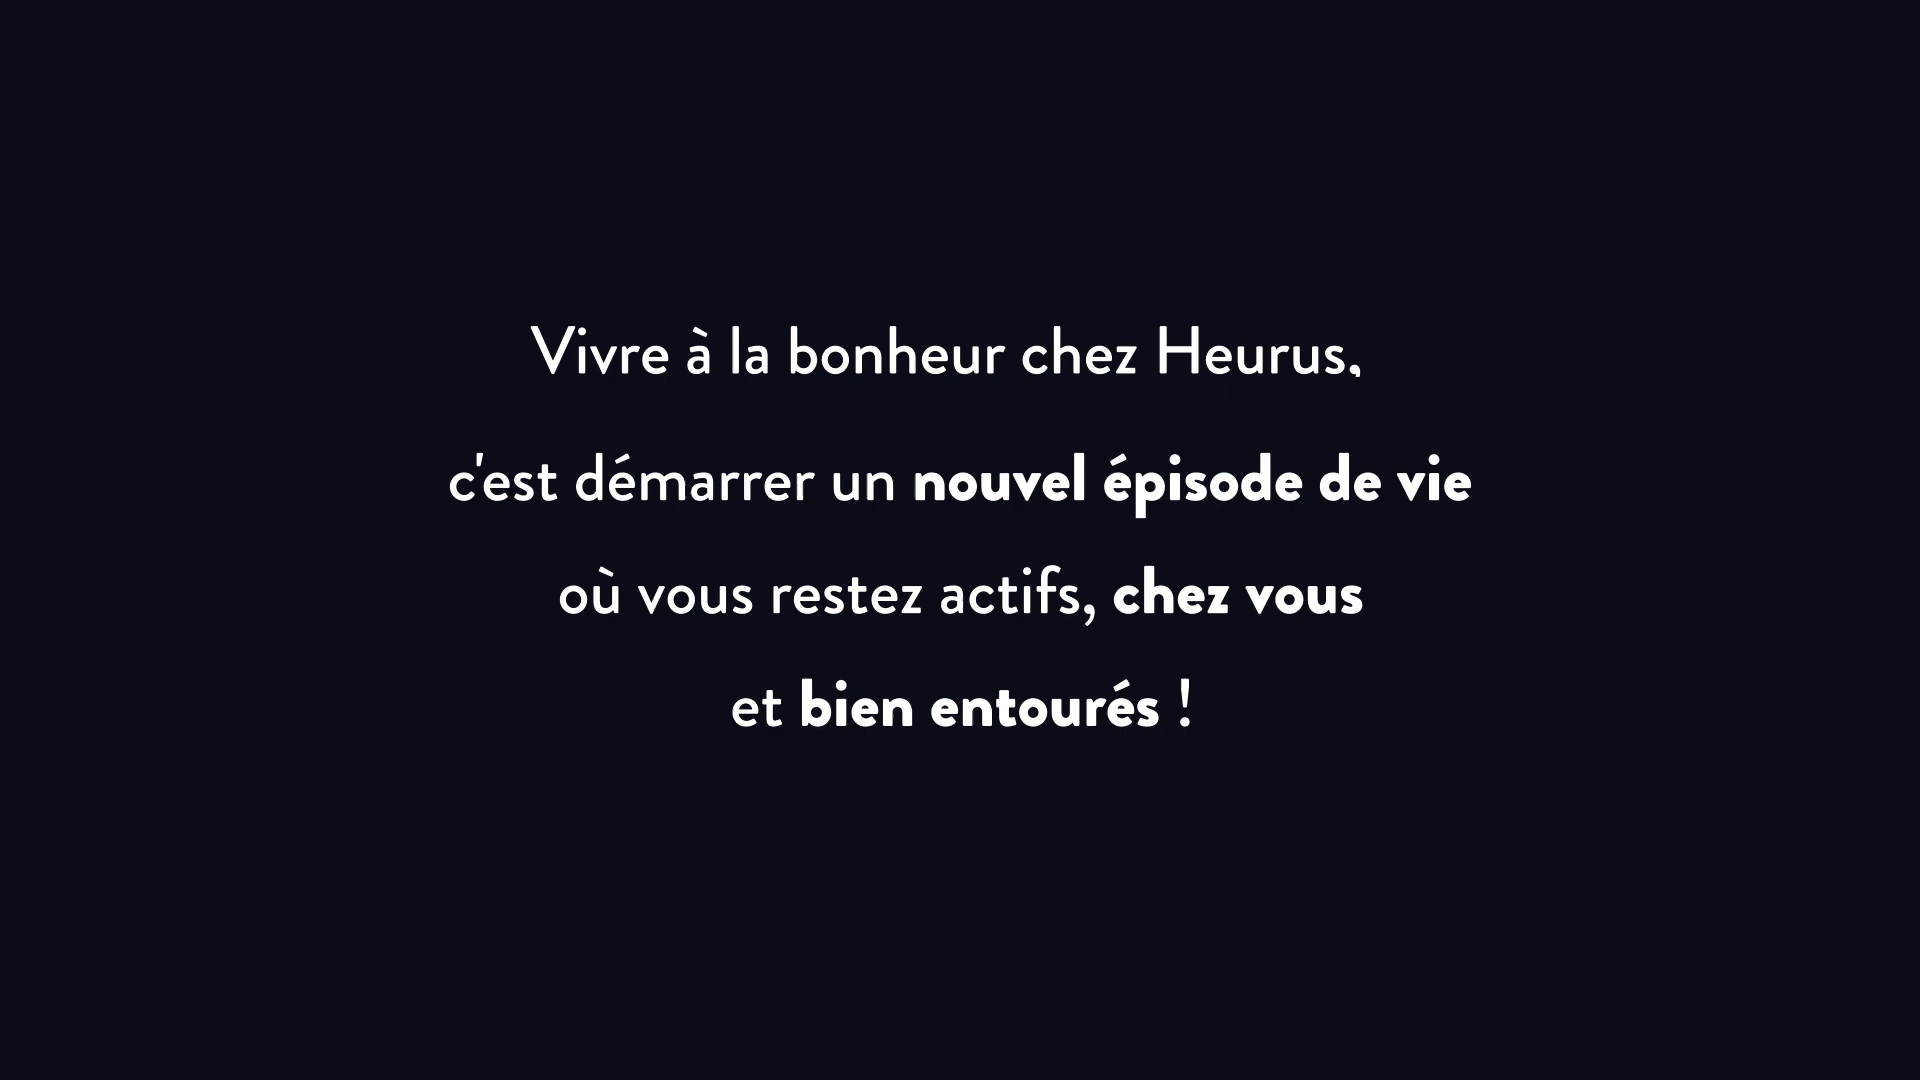 Vivre à la bonheur chez Heurus,
c'est démarrer un nouvel épisode de vie
où vous restez actifs, chez vous
et bien entourés !